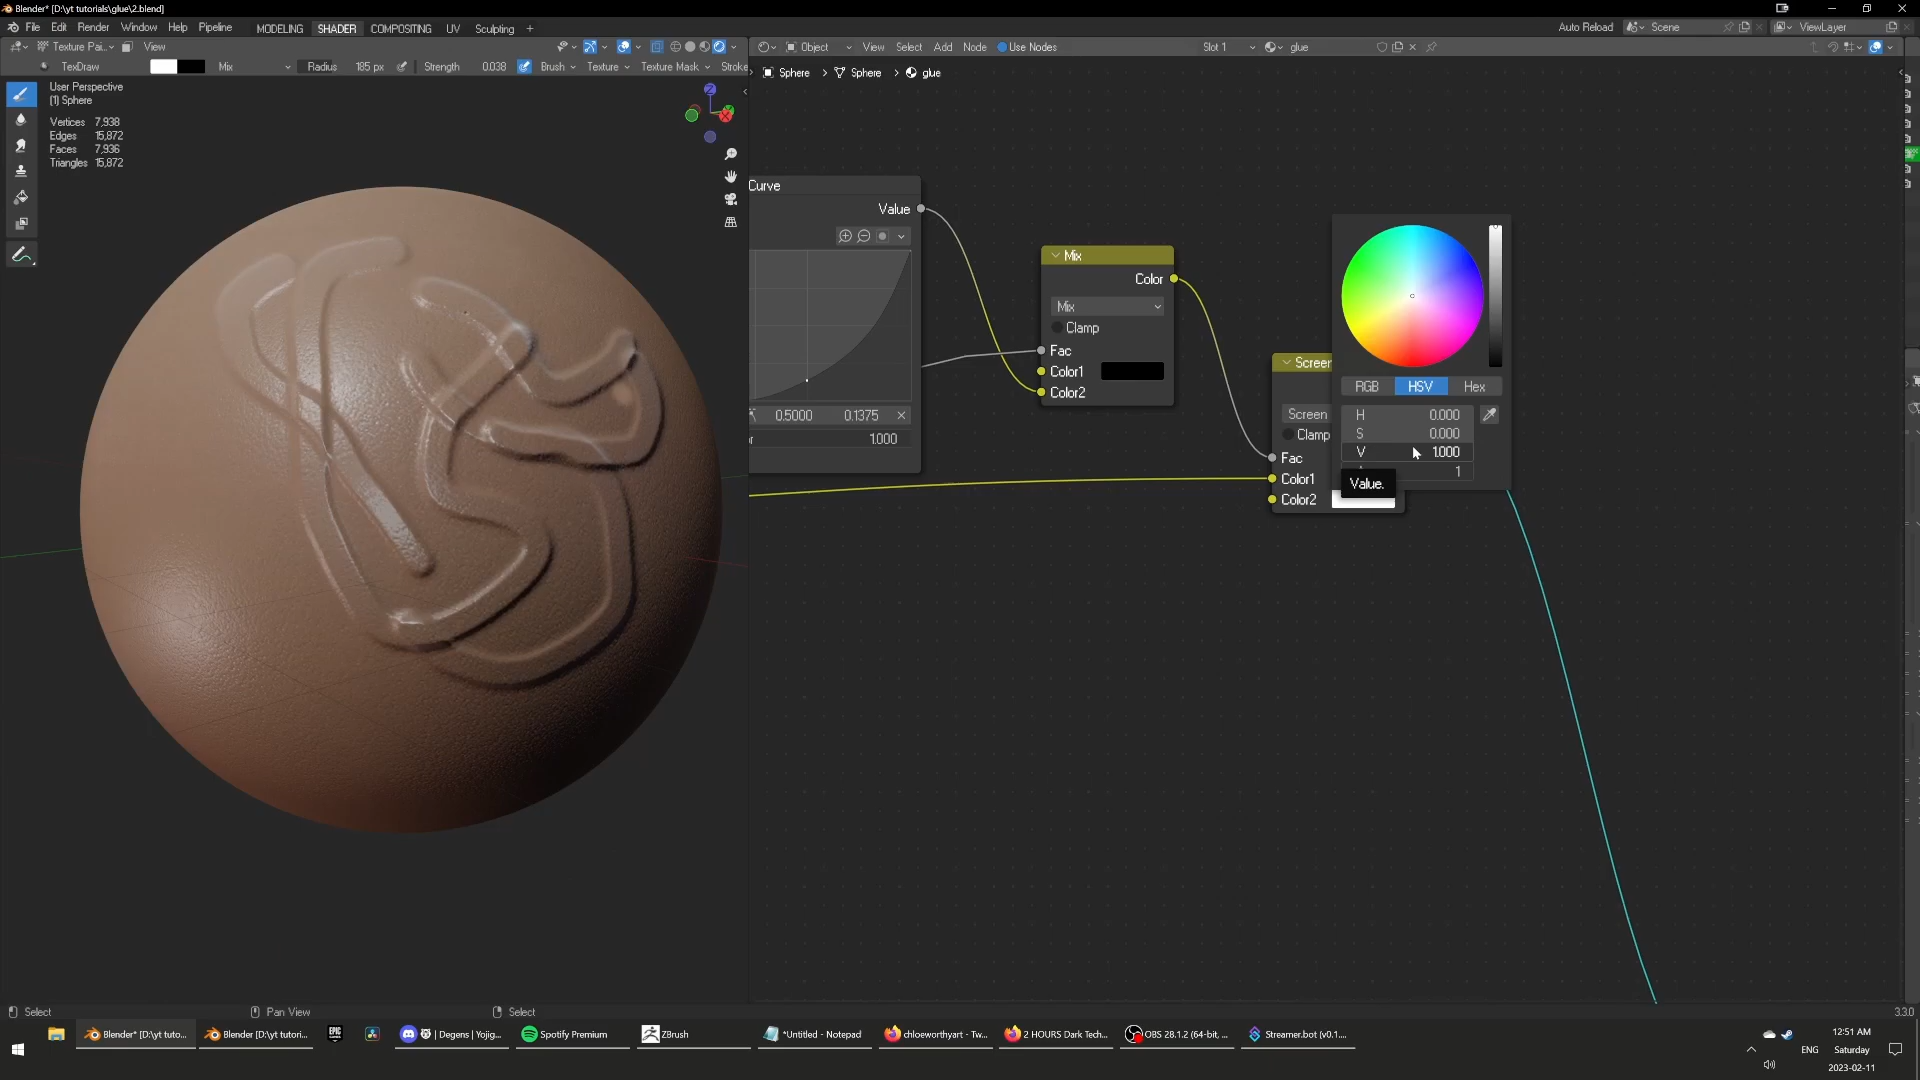 Blender* [D:\yt tutorials\glue\2.blend]
File Edit Render Window Help Pipeline MODELING SHADER COMPOSITING UV Sculpting + Auto Reload Scene ViewLayer
Texture Pai... View Object View Select Add Node Use Nodes Slot 1 glue
TexDraw Mix Radius 185 px Strength 0.038 Brush Texture Texture Mask Stroke
Sphere > Sphere > glue
User Perspective
(1) Sphere
Vertices 7,938
Edges 15,872
Faces 7,936
Triangles 15,872
Z
Curve
Value
0.5000 0.1375
1.000
Mix
Color
Mix
Clamp
Fac
Color1
Color2
Screen
Screen
Clamp
Fac
Color1
Color2
RGB HSV Hex
H 0.000
S 0.000
V 1.000
1
Value.
Select Pan View Select 3.3.0
Blender* [D:\yt tuto... Blender [D:\yt tutori... EPIC | Degens | Yojig... Spotify Premium ZBrush *Untitled - Notepad chloeworthyart - Tw... 2 HOURS Dark Tech... OBS 28.1.2 (64-bit, ... Streamer.bot (v0.1....
12:51 AM
ENG Saturday
2023-02-11